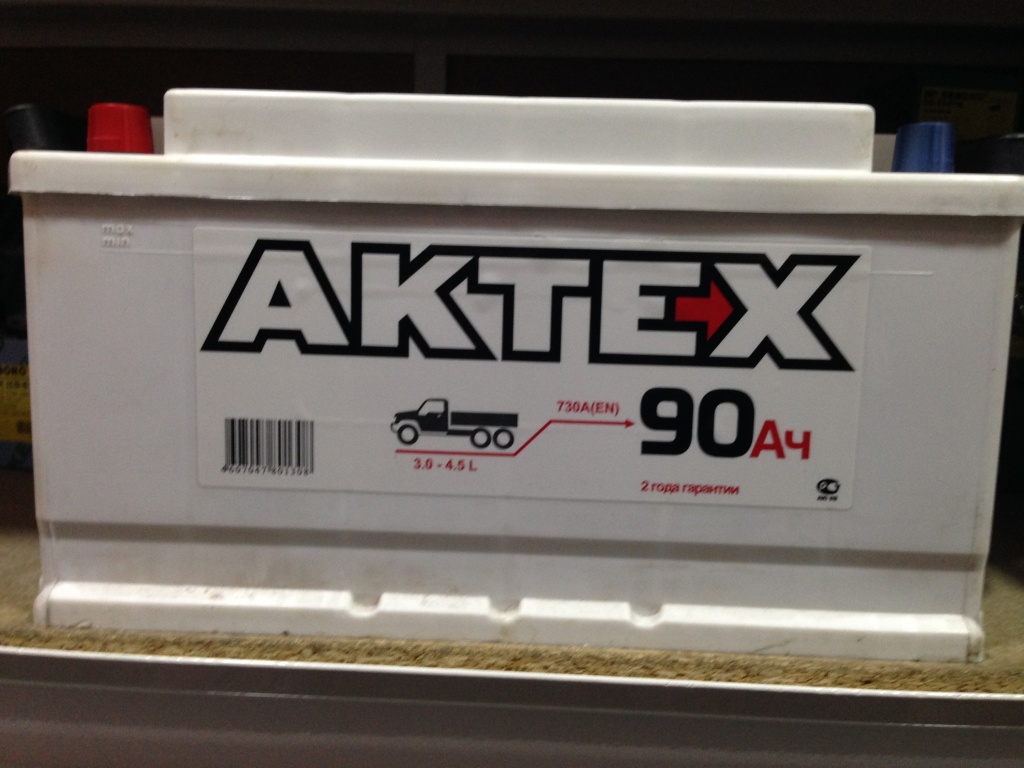 max
min
AKTEX
730A(EN)
90Ач
3.0 - 4.5 L
2 года гарантии